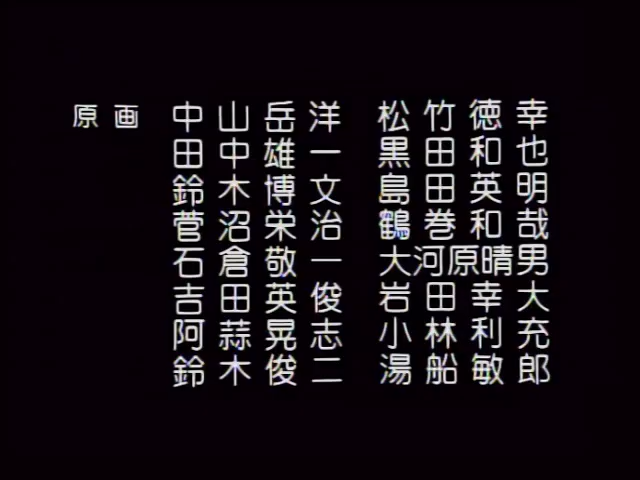 原画 中山岳洋 松竹徳幸
田中雄一 黒田和也
鈴木博文 島田英明
菅沼栄治 鶴巻和哉
石倉敬一 大河原晴男
吉田英俊 岩田幸大
阿蒜晃志 小林利充
鈴木俊二 湯船敏郎